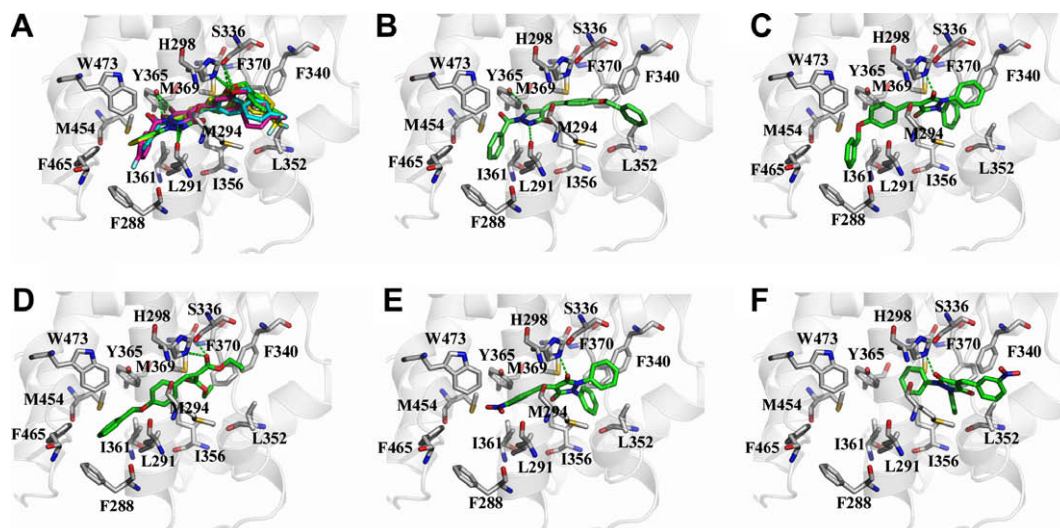 A
H298
S336
F370
F340
W473
Y365
M369
M454
M294
L352
F465
I361
L291
I356
F288
B
H298
S336
F370
F340
W473
Y365
M369
M454
M294
L352
F465
I361
L291
I356
F288
C
H298
S336
F370
F340
W473
Y365
M369
M454
M294
L352
F465
I361
L291
I356
F288
D
H298
S336
F370
F340
W473
Y365
M369
M454
M294
L352
F465
I361
L291
I356
F288
E
H298
S336
F370
F340
W473
Y365
M369
M454
M294
L352
F465
I361
L291
I356
F288
F
H298
S336
F370
F340
W473
Y365
M369
M454
M294
L352
F465
I361
L291
I356
F288